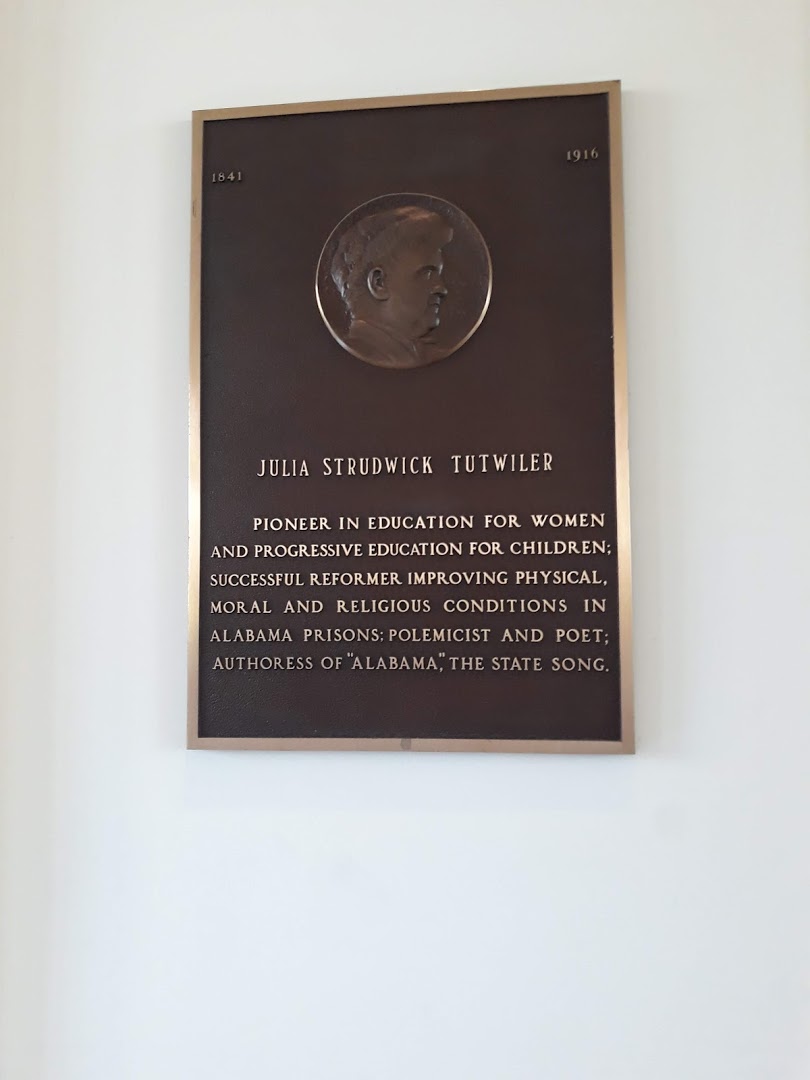 1841
1916
JULIA STRUDWICK TUTWILER
PIONEER IN EDUCATION FOR WOMEN
AND PROGRESSIVE EDUCATION FOR CHILDREN;
SUCCESSFUL REFORMER IMPROVING PHYSICAL,
MORAL AND RELIGIOUS CONDITIONS IN
ALABAMA PRISONS; POLEMICIST AND POET;
AUTHORESS OF "ALABAMA," THE STATE SONG.